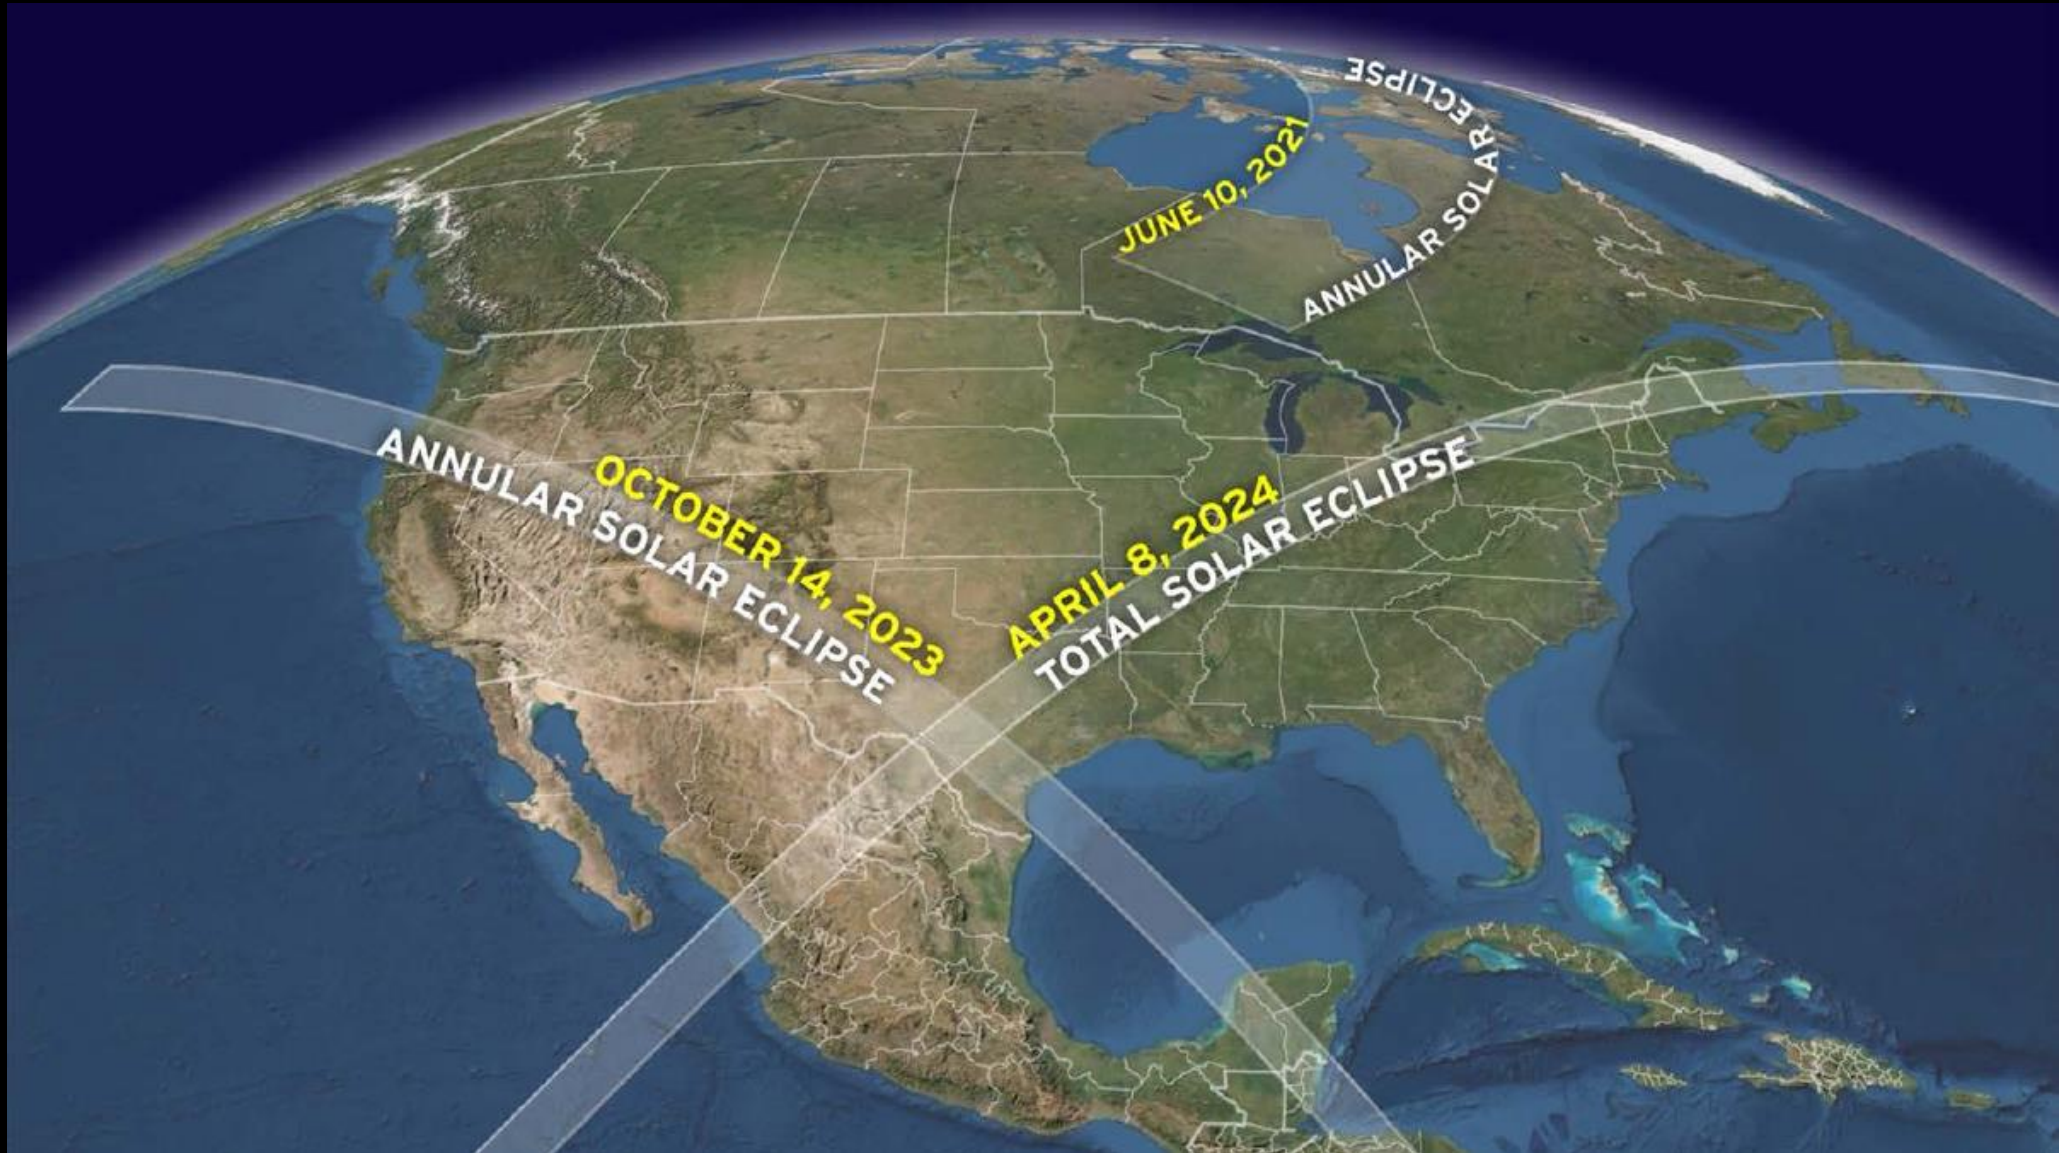 JUNE 10, 2021
ANNULAR SOLAR ECLIPSE
OCTOBER 14, 2023
ANNULAR SOLAR ECLIPSE
APRIL 8, 2024
TOTAL SOLAR ECLIPSE